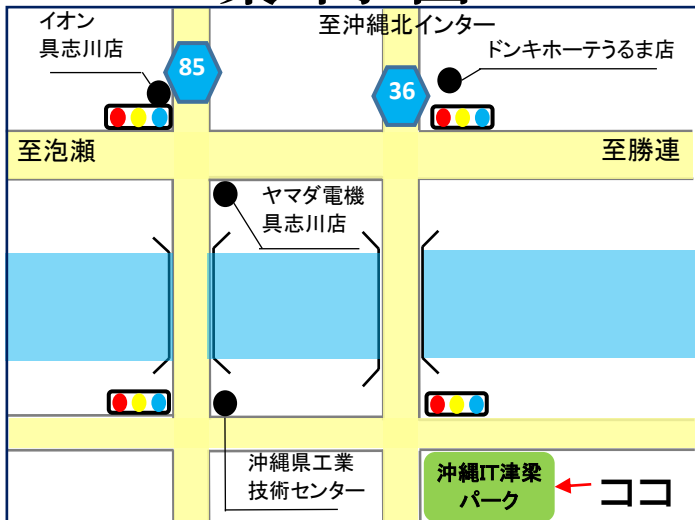 至沖縄北インター
イオン
具志川店
ドンキホーテうるま店
85
36
至泡瀬
至勝連
ヤマダ電機
具志川店
沖縄県工業
技術センター
沖縄IT津梁
パーク
ココ